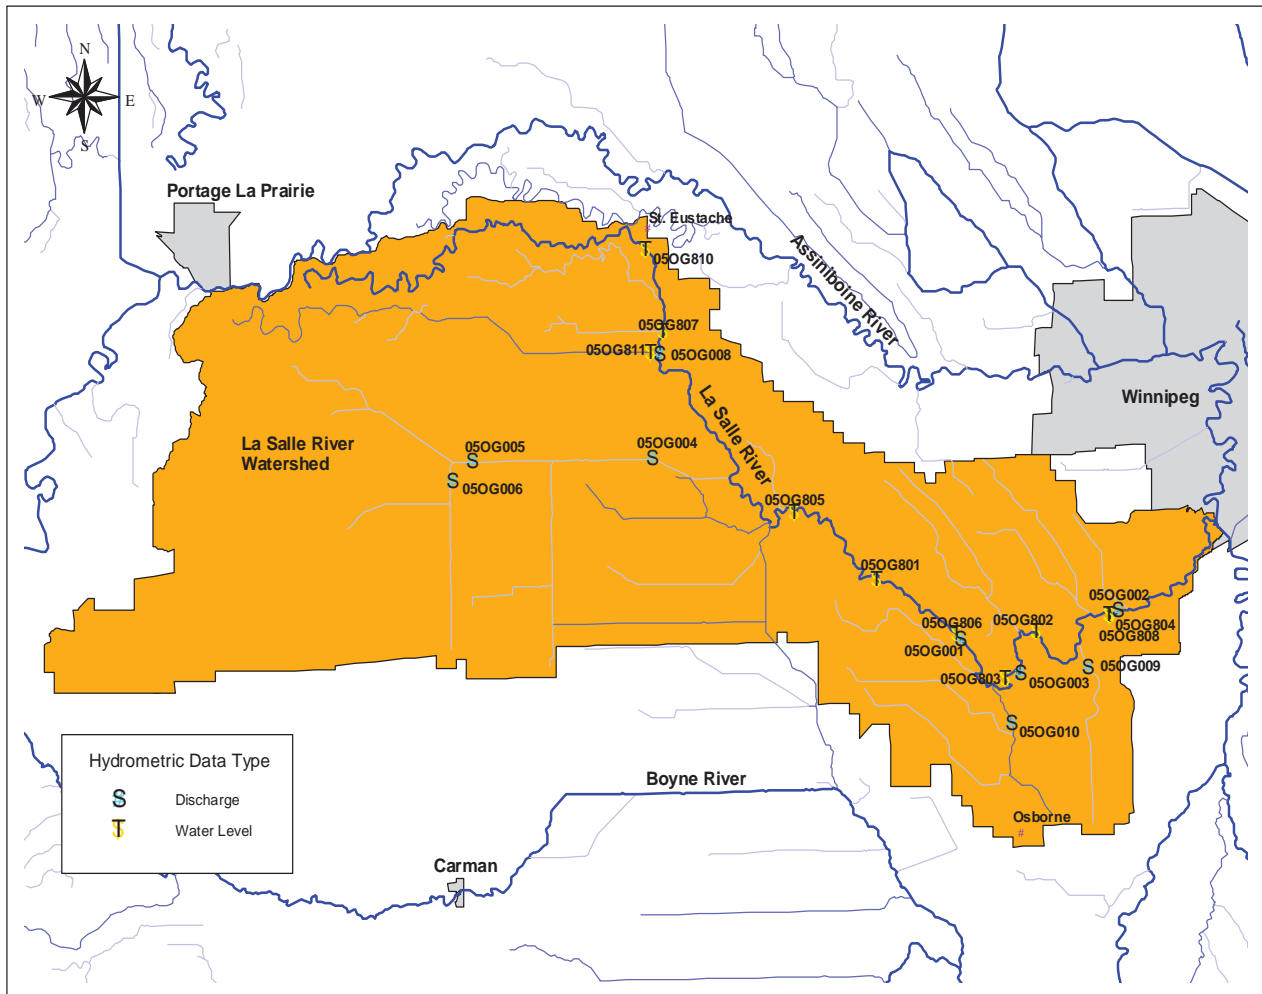 N
W
E
S
Portage La Prairie
St. Eustache
#
05OG810
Assiniboine River
05OG807
05OG811
05OG008
La Salle River
Winnipeg
La Salle River
Watershed
05OG005
05OG004
05OG006
05OG805
05OG801
05OG002
05OG806
05OG802
05OG804
05OG001
05OG808
05OG803
05OG003
05OG009
05OG010
Hydrometric Data Type
S Discharge
T Water Level
Boyne River
Osborne
#
Carman